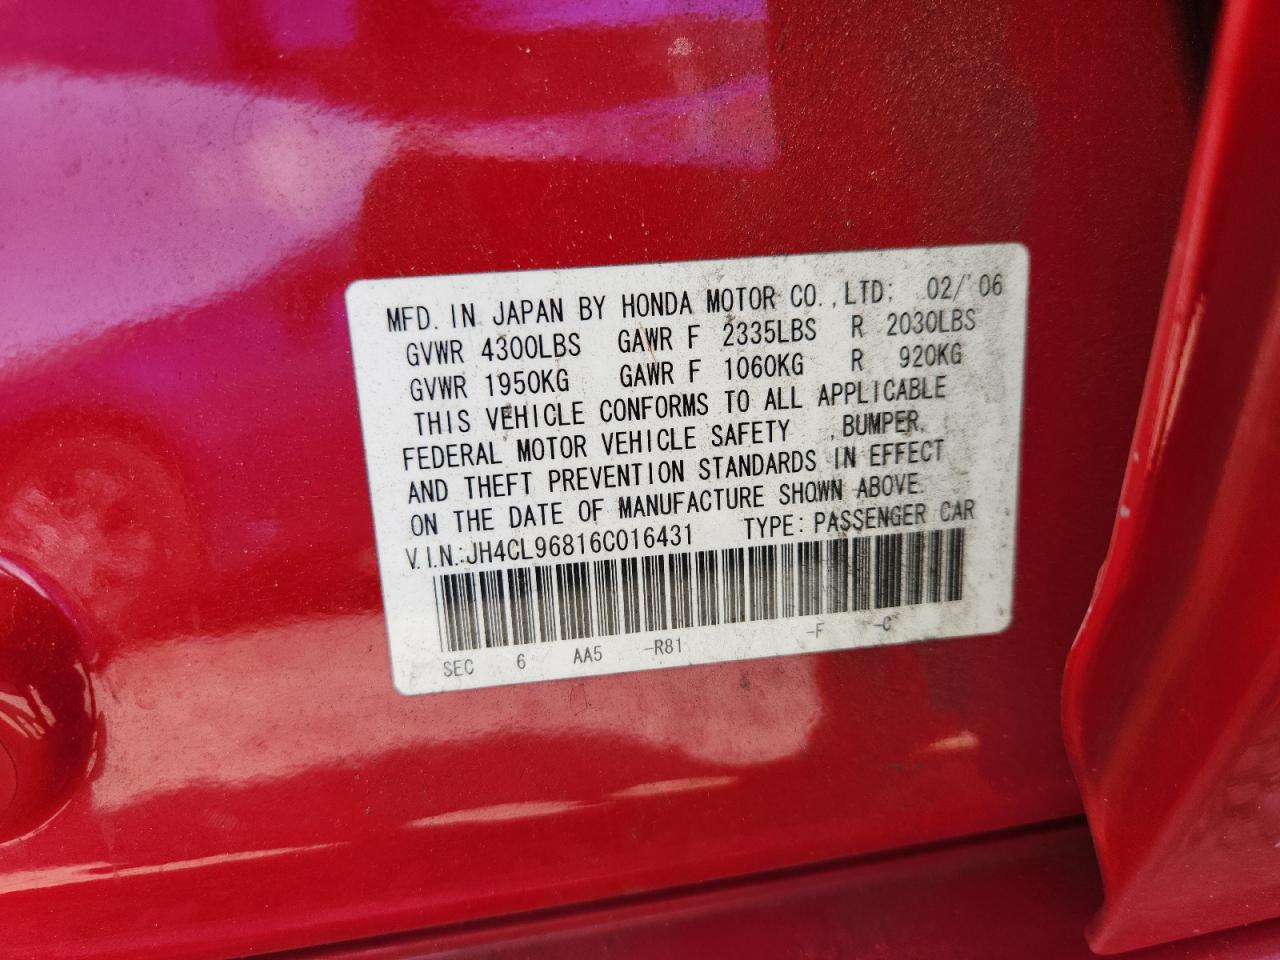 MFD. IN JAPAN BY HONDA MOTOR CO.,LTD. 02/'06
GVWR 4300LBS GAWR F 2335LBS R 2030LBS
GVWR 1950KG GAWR F 1060KG R 920KG
THIS VEHICLE CONFORMS TO ALL APPLICABLE
FEDERAL MOTOR VEHICLE SAFETY ,BUMPER,
AND THEFT PREVENTION STANDARDS IN EFFECT
ON THE DATE OF MANUFACTURE SHOWN ABOVE.
V.I.N.:JH4CL96816C016431 TYPE: PASSENGER CAR
SEC 6 AA5 -R81 -F -C